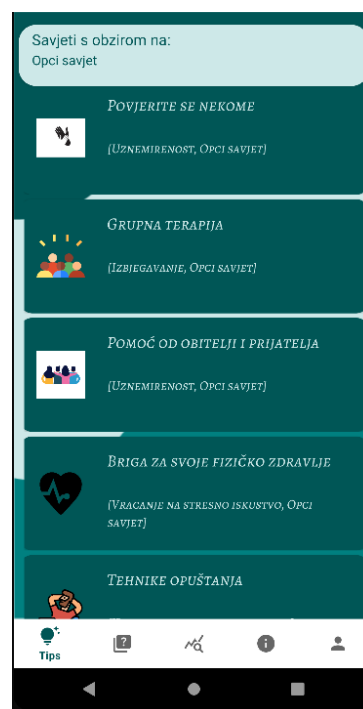 Savjeti s obzirom na:
Opci savjet
Povjerite se nekome
{Uznemirenost, Opci savjet}
Grupna terapija
{Izbjegavanje, Opci savjet}
Pomoć od obitelji i prijatelja
{Uznemirenost, Opci savjet}
Briga za svoje fizičko zdravlje
{Vracanje na stresno iskustvo, Opci
savjet}
Tehnike opuštanja
Tips